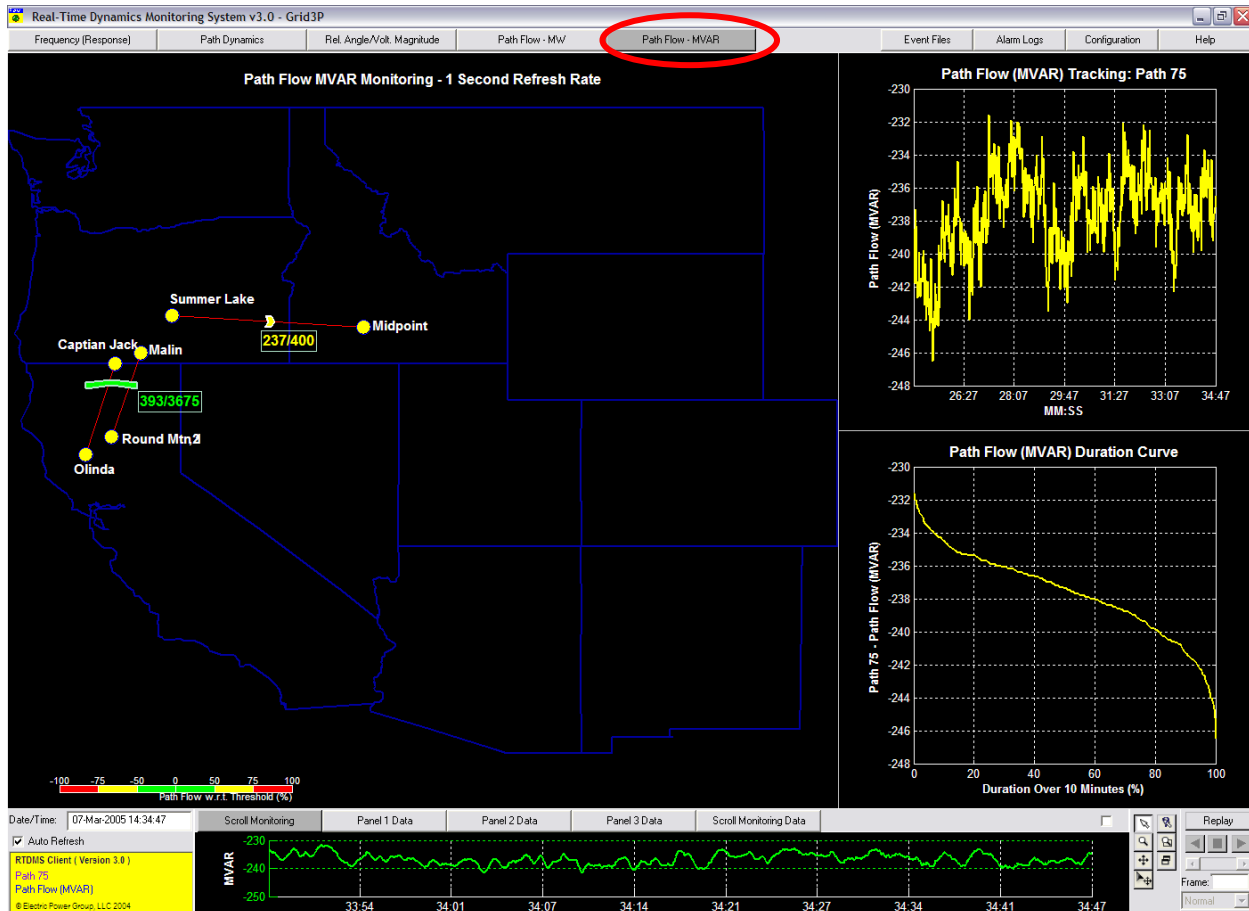 Real-Time Dynamics Monitoring System v3.0 - Grid3P
Frequency (Response) Path Dynamics Rel. Angle/Volt. Magnitude Path Flow - MW Path Flow - MVAR Event Files Alarm Logs Configuration Help
Path Flow MVAR Monitoring - 1 Second Refresh Rate
Summer Lake
Midpoint
237/400
Captian Jack
Malin
393/3675
Round Mtn,2
Olinda
-100 -75 -50 0 50 75 100
Path Flow w.r.t. Threshold (%)
Path Flow (MVAR) Tracking: Path 75
Path Flow (MVAR)
-230
-232
-234
-236
-238
-240
-242
-244
-246
-248
26:27 28:07 29:47 31:27 33:07 34:47
MM:SS
Path Flow (MVAR) Duration Curve
Path 75 - Path Flow (MVAR)
-230
-232
-234
-236
-238
-240
-242
-244
-246
-248
0 20 40 60 80 100
Duration Over 10 Minutes (%)
Date/Time: 07-Mar-2005 14:34:47
Auto Refresh
RTDMS Client ( Version 3.0 )
Path 75
Path Flow (MVAR)
© Electric Power Group, LLC 2004
Scroll Monitoring Panel 1 Data Panel 2 Data Panel 3 Data Scroll Monitoring Data
MVAR
-230
-240
-250
33:54 34:01 34:07 34:14 34:21 34:27 34:34 34:41 34:47
Replay
Frame:
Normal